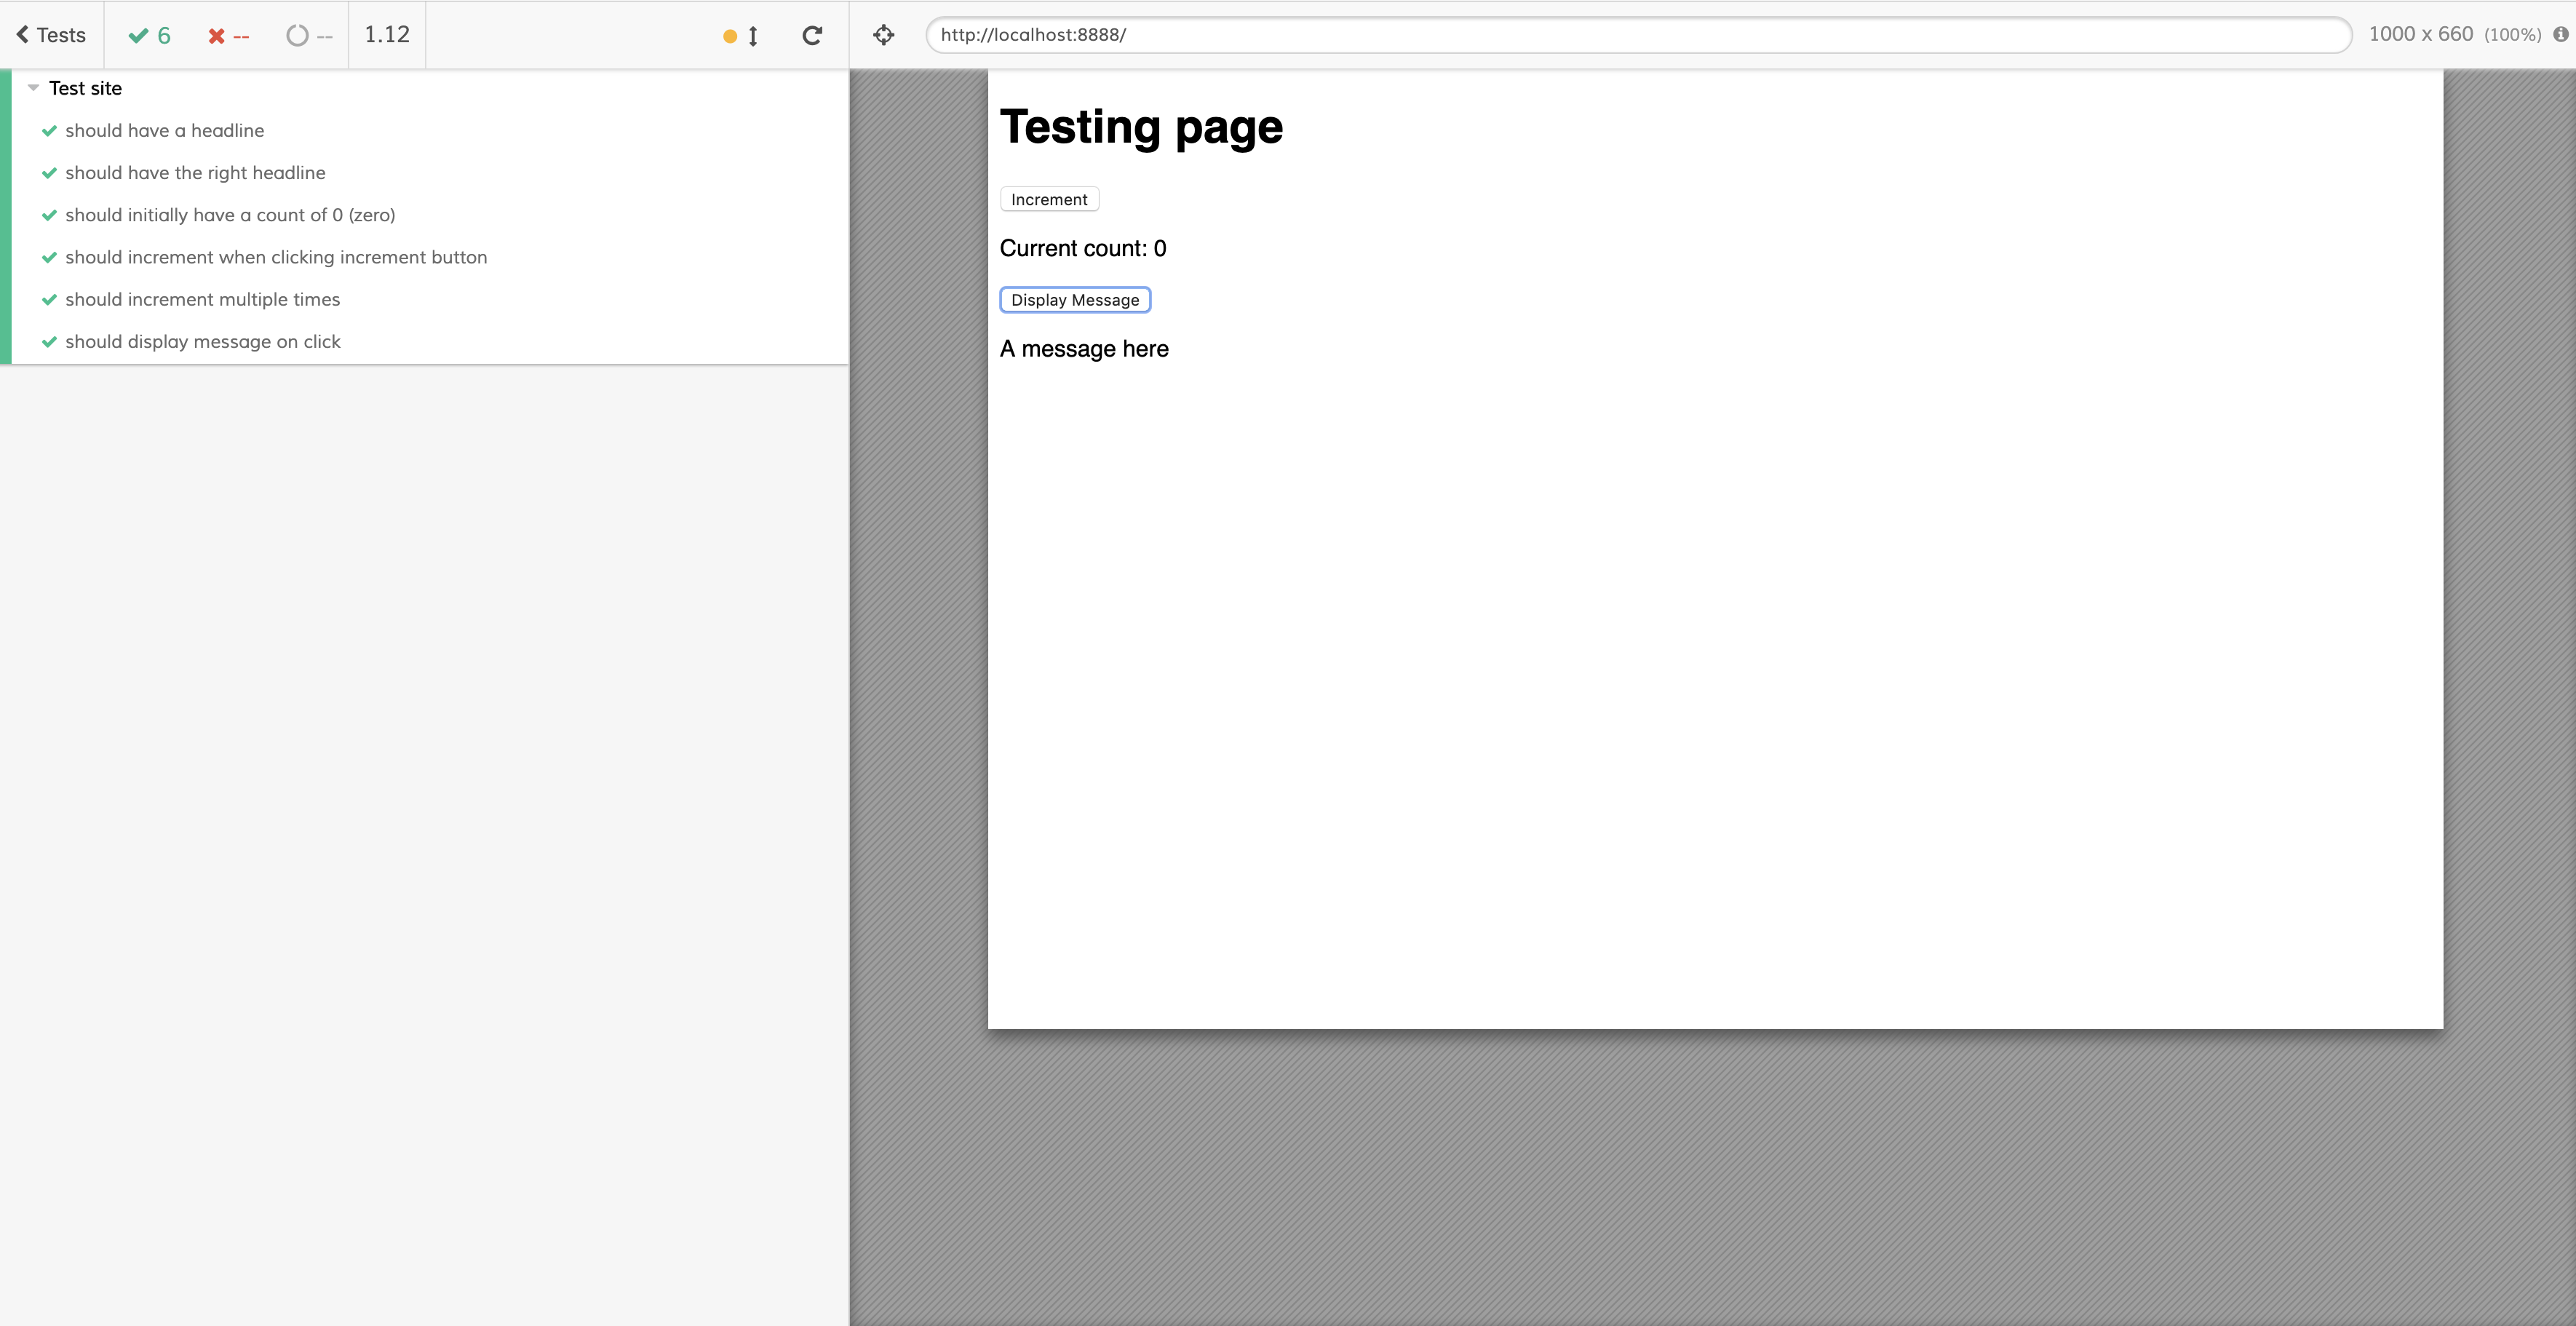 Tests 6 -- -- 1.12 http://localhost:8888/ 1000 x 660 (100%)
Test site
should have a headline
should have the right headline
should initially have a count of 0 (zero)
should increment when clicking increment button
should increment multiple times
should display message on click
Testing page
Increment
Current count: 0
Display Message
A message here